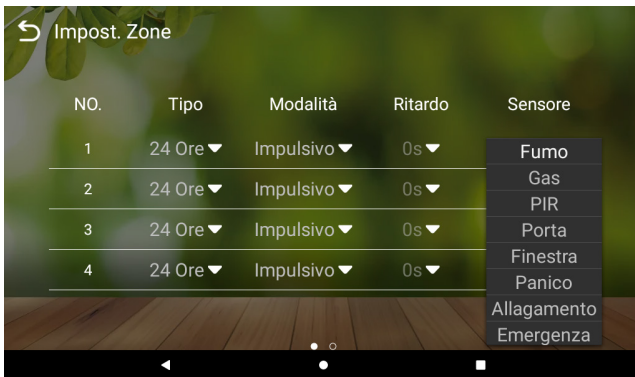 Impost. Zone
NO. Tipo Modalità Ritardo Sensore
1 24 Ore Impulsivo 0s
2 24 Ore Impulsivo 0s
3 24 Ore Impulsivo 0s
4 24 Ore Impulsivo 0s
Fumo
Gas
PIR
Porta
Finestra
Panico
Allagamento
Emergenza